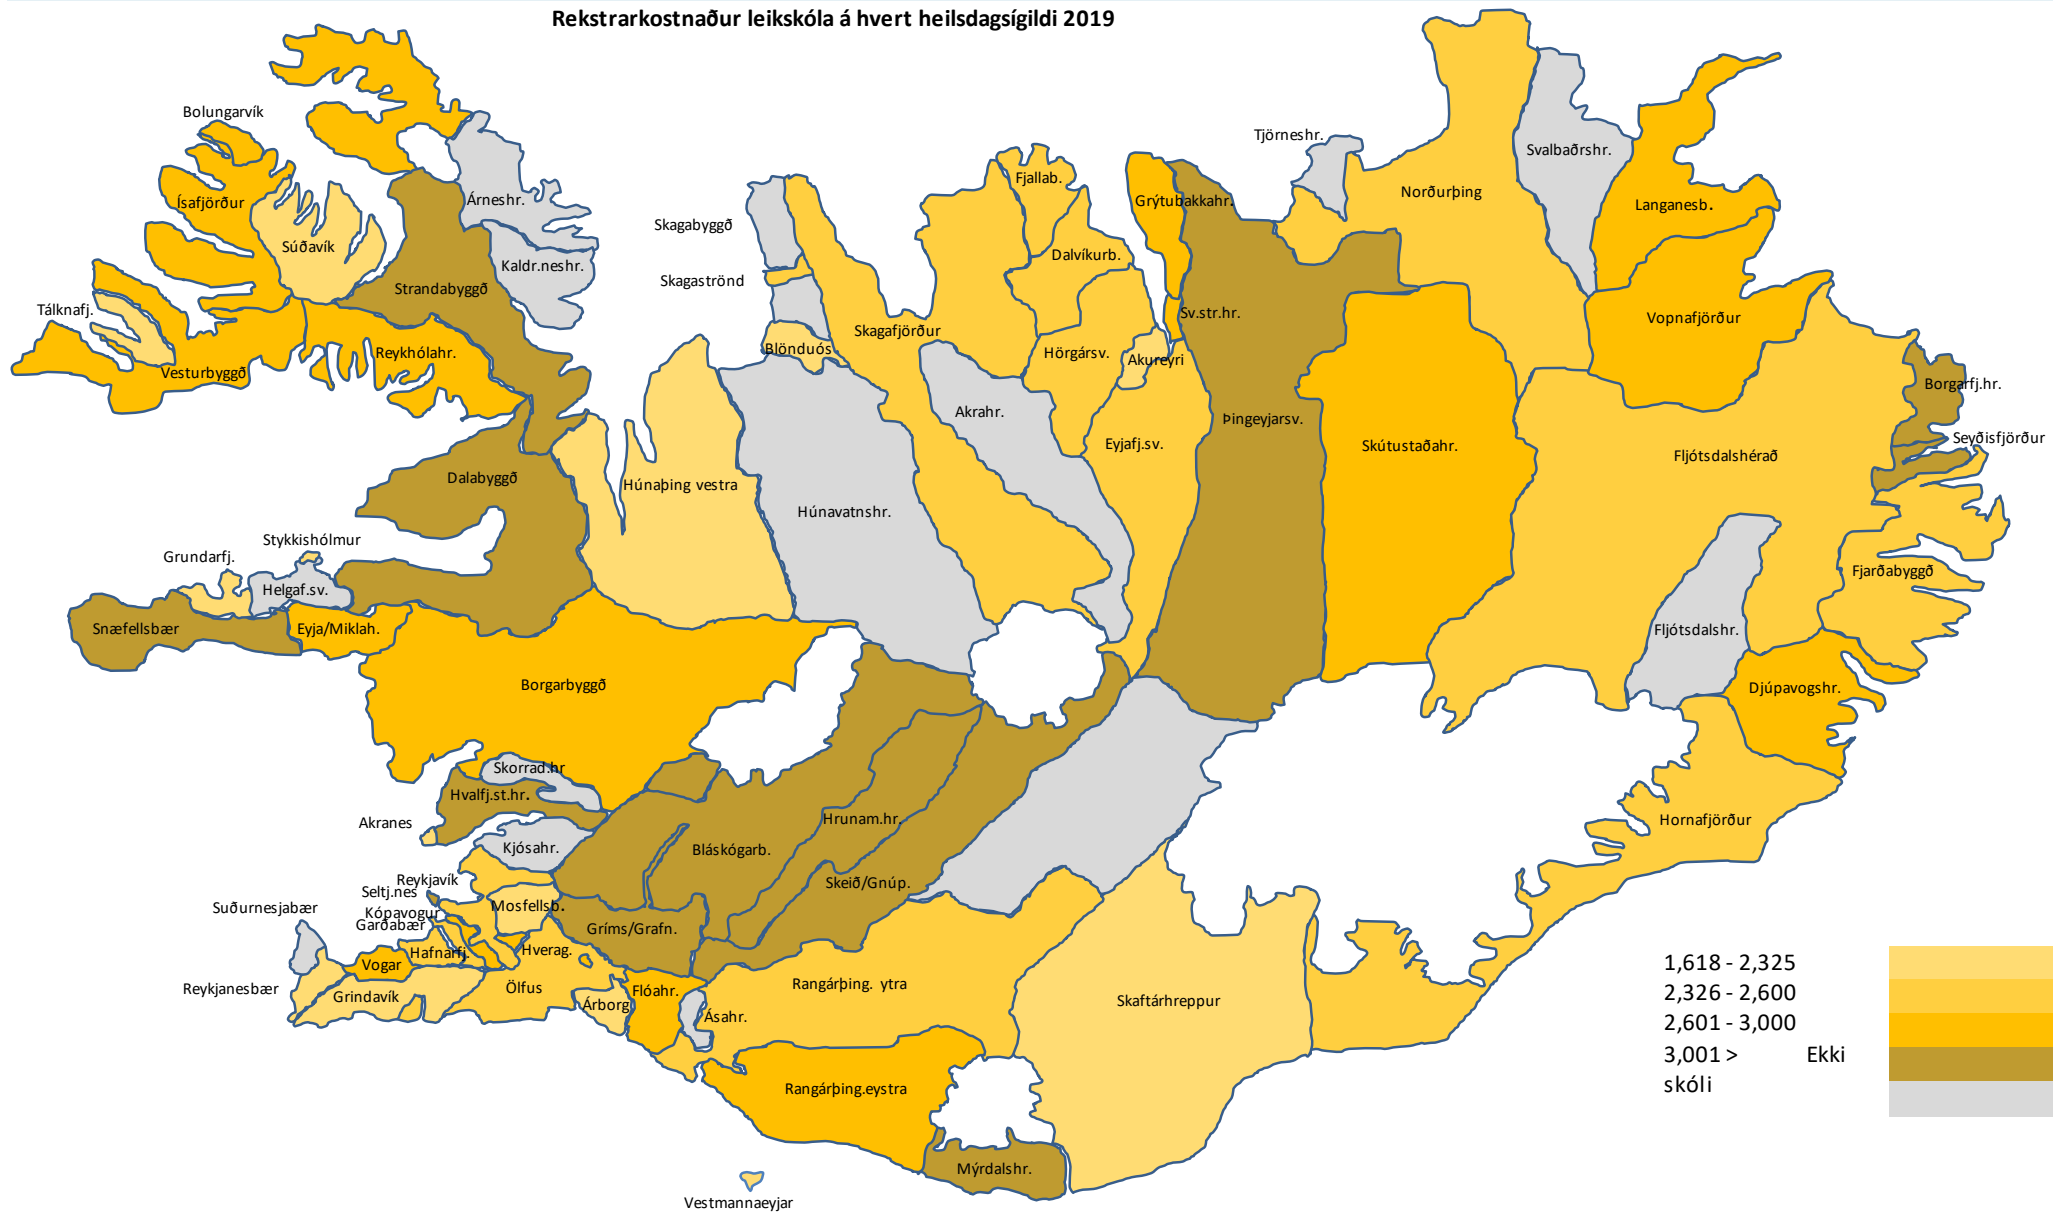 Rekstrarkostnaður leikskóla á hvert heilsdagsígildi 2019
Bolungarvík
Tjörneshr.
Svalbaðrshr.
Fjallab.
Norðurþing
Ísafjörður
Árneshr.
Grýtubakkahr.
Langanesb.
Skagabyggð
Súðavík
Dalvíkurb.
Kaldr.neshr.
Skagaströnd
Strandabyggð
Tálknafj.
Sv.str.hr.
Vopnafjörður
Skagafjörður
Blönduós
Hörgársv.
Akureyri
Reykhólahr.
Vesturbyggð
Borgarfj.hr.
Akrahr.
Þingeyjarsv.
Seyðisfjörður
Eyjafj.sv.
Skútustaðahr.
Fljótsdalshérað
Dalabyggð
Húnaþing vestra
Húnavatnshr.
Stykkishólmur
Grundarfj.
Fjarðabyggð
Helgaf.sv.
Snæfellsbær
Eyja/Miklah.
Fljótsdalshr.
Borgarbyggð
Djúpavogshr.
Skorrad.hr
Hvalfj.st.hr.
Akranes
Hrunam.hr.
Hornafjörður
Kjósahr.
Bláskógarb.
Reykjavík
Skeið/Gnúp.
Seltj.nes
Suðurnesjabær
Mosfellsb.
Kópavogur
Garðabær
Gríms/Grafn.
Hafnarfj.
Hverag.
Vogar
Reykjanesbær
Ölfus
Flóahr.
Rangárþing. ytra
Grindavík
Árborg
Skaftárhreppur
Ásahr.
Rangárþing.eystra
Mýrdalshr.
Vestmannaeyjar
1,618 - 2,325
2,326 - 2,600
2,601 - 3,000
3,001 > Ekki
skóli